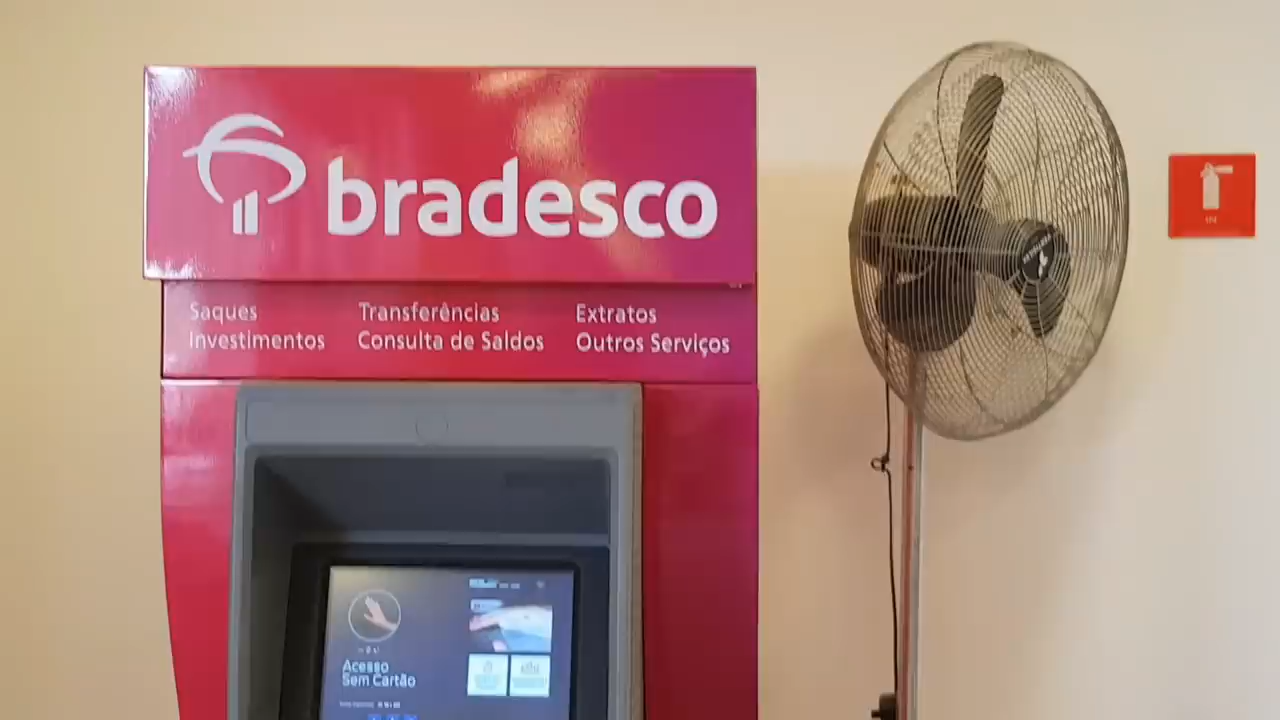 bradesco
Saques
Investimentos
Transferências
Consulta de Saldos
Extratos
Outros Serviços
Acesso
Sem Cartão